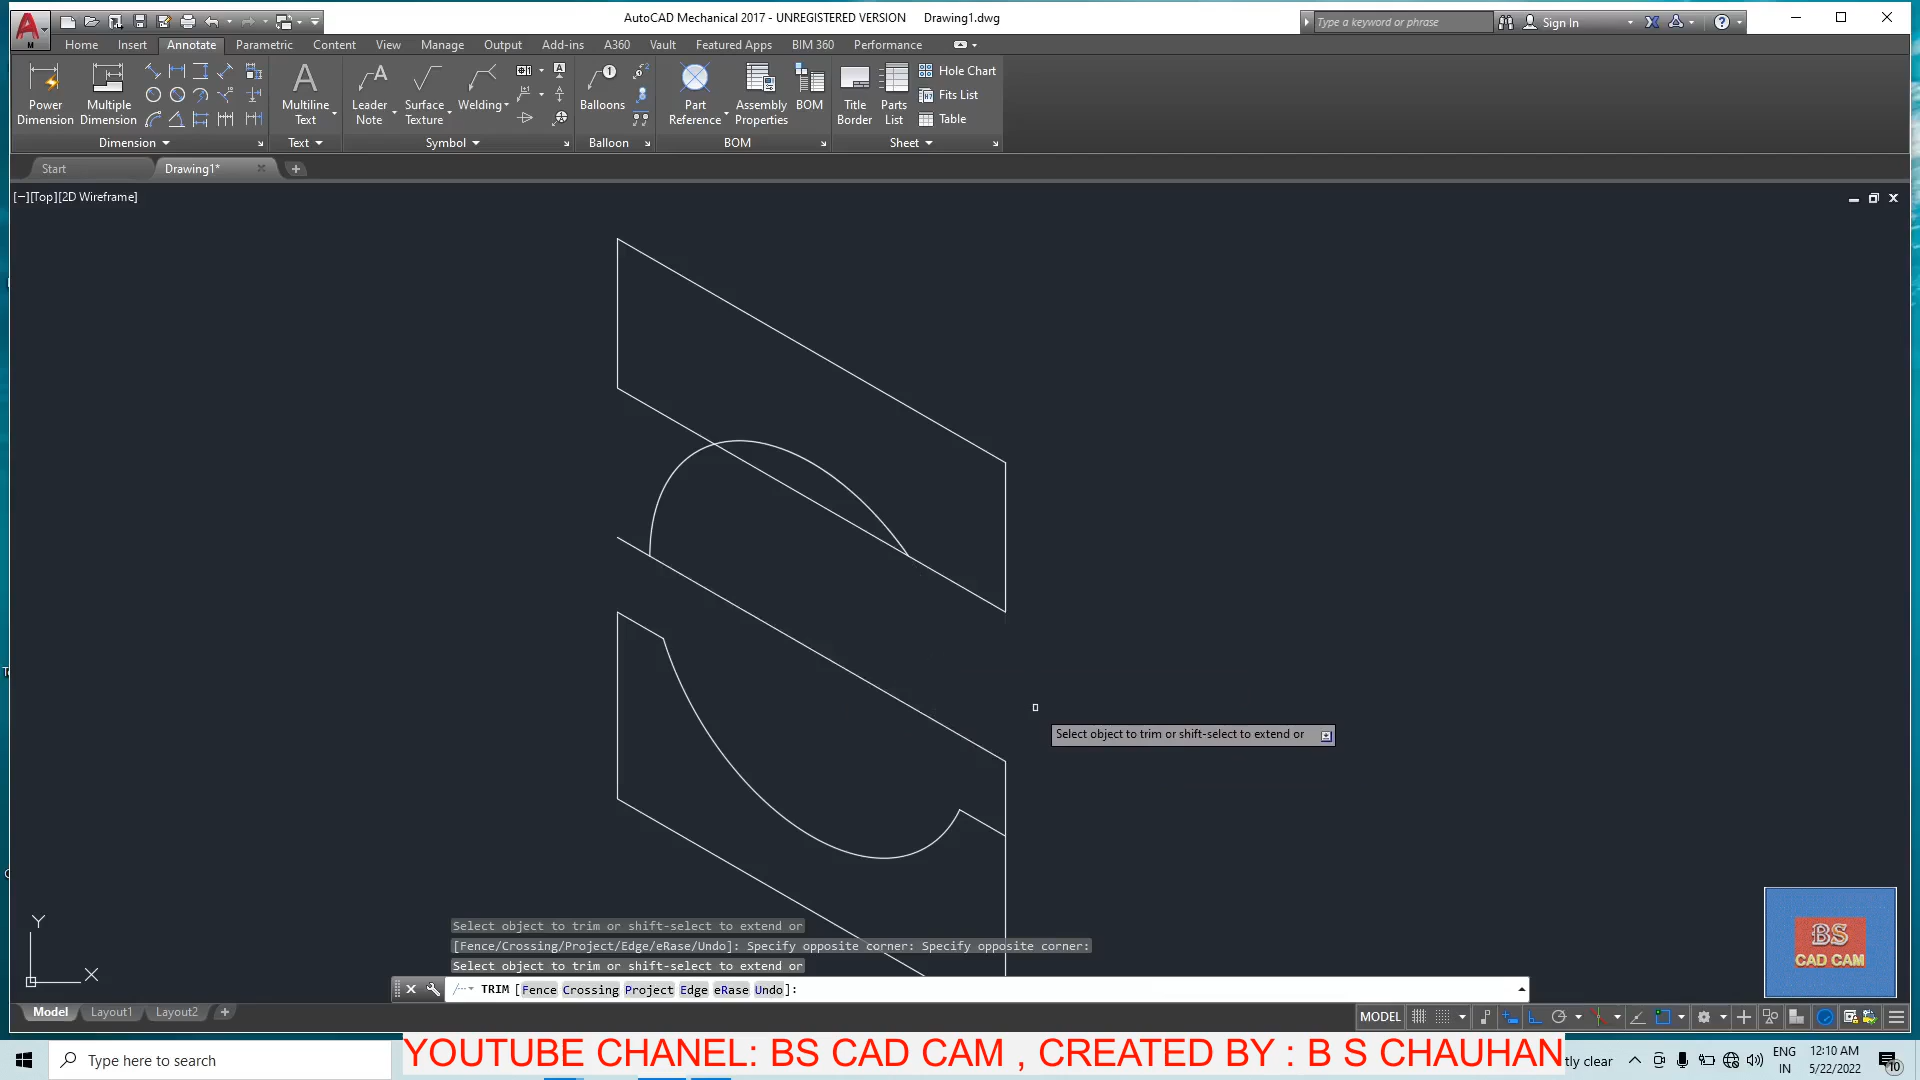 AutoCAD Mechanical 2017 - UNREGISTERED VERSION Drawing1.dwg
Type a keyword or phrase
Sign In
Home Insert Annotate Parametric Content View Manage Output Add-ins A360 Vault Featured Apps BIM 360 Performance
Power Dimension
Multiple Dimension
Multiline Text
Leader Note
Surface Texture
Welding
Balloons
Part Reference
Assembly Properties
BOM
Title Border
Parts List
Hole Chart
Fits List
Table
Dimension Text Symbol Balloon BOM Sheet
Start Drawing1*
[−][Top][2D Wireframe]
Select object to trim or shift-select to extend or
Y
X
Select object to trim or shift-select to extend or
[Fence/Crossing/Project/Edge/eRase/Undo]: Specify opposite corner: Specify opposite corner:
Select object to trim or shift-select to extend or
TRIM [Fence Crossing Project Edge eRase Undo]:
BS
CAD CAM
Model Layout1 Layout2
MODEL
Type here to search
YOUTUBE CHANEL: BS CAD CAM , CREATED BY : B S CHAUHAN
tly clear
ENG
IN
12:10 AM
5/22/2022
10